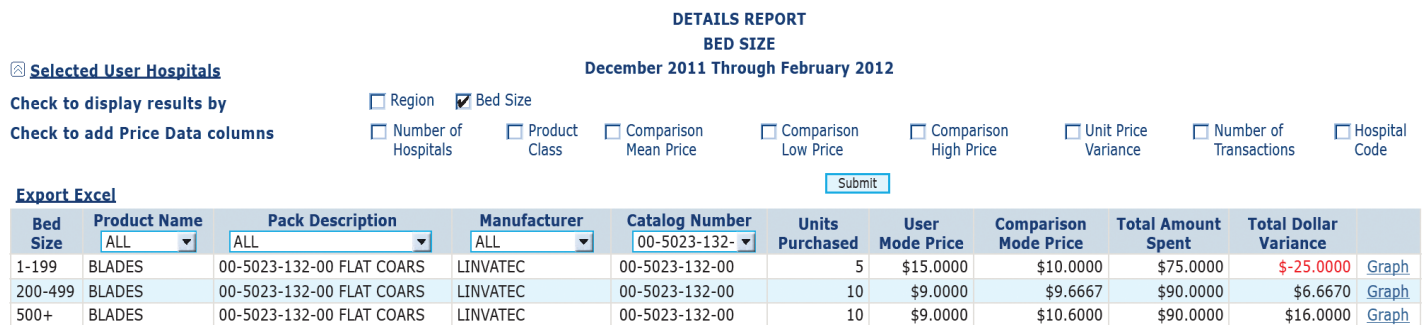 DETAILS REPORT
BED SIZE
Selected User Hospitals December 2011 Through February 2012
Check to display results by Region Bed Size
Check to add Price Data columns Number of Hospitals Product Class Comparison Mean Price Comparison Low Price Comparison High Price Unit Price Variance Number of Transactions Hospital Code
Submit
Export Excel
Bed Size Product Name Pack Description Manufacturer Catalog Number Units Purchased User Mode Price Comparison Mode Price Total Amount Spent Total Dollar Variance
ALL ALL ALL 00-5023-132-
1-199 BLADES 00-5023-132-00 FLAT COARS LINVATEC 00-5023-132-00 5 $15.0000 $10.0000 $75.0000 $-25.0000 Graph
200-499 BLADES 00-5023-132-00 FLAT COARS LINVATEC 00-5023-132-00 10 $9.0000 $9.6667 $90.0000 $6.6670 Graph
500+ BLADES 00-5023-132-00 FLAT COARS LINVATEC 00-5023-132-00 10 $9.0000 $10.6000 $90.0000 $16.0000 Graph